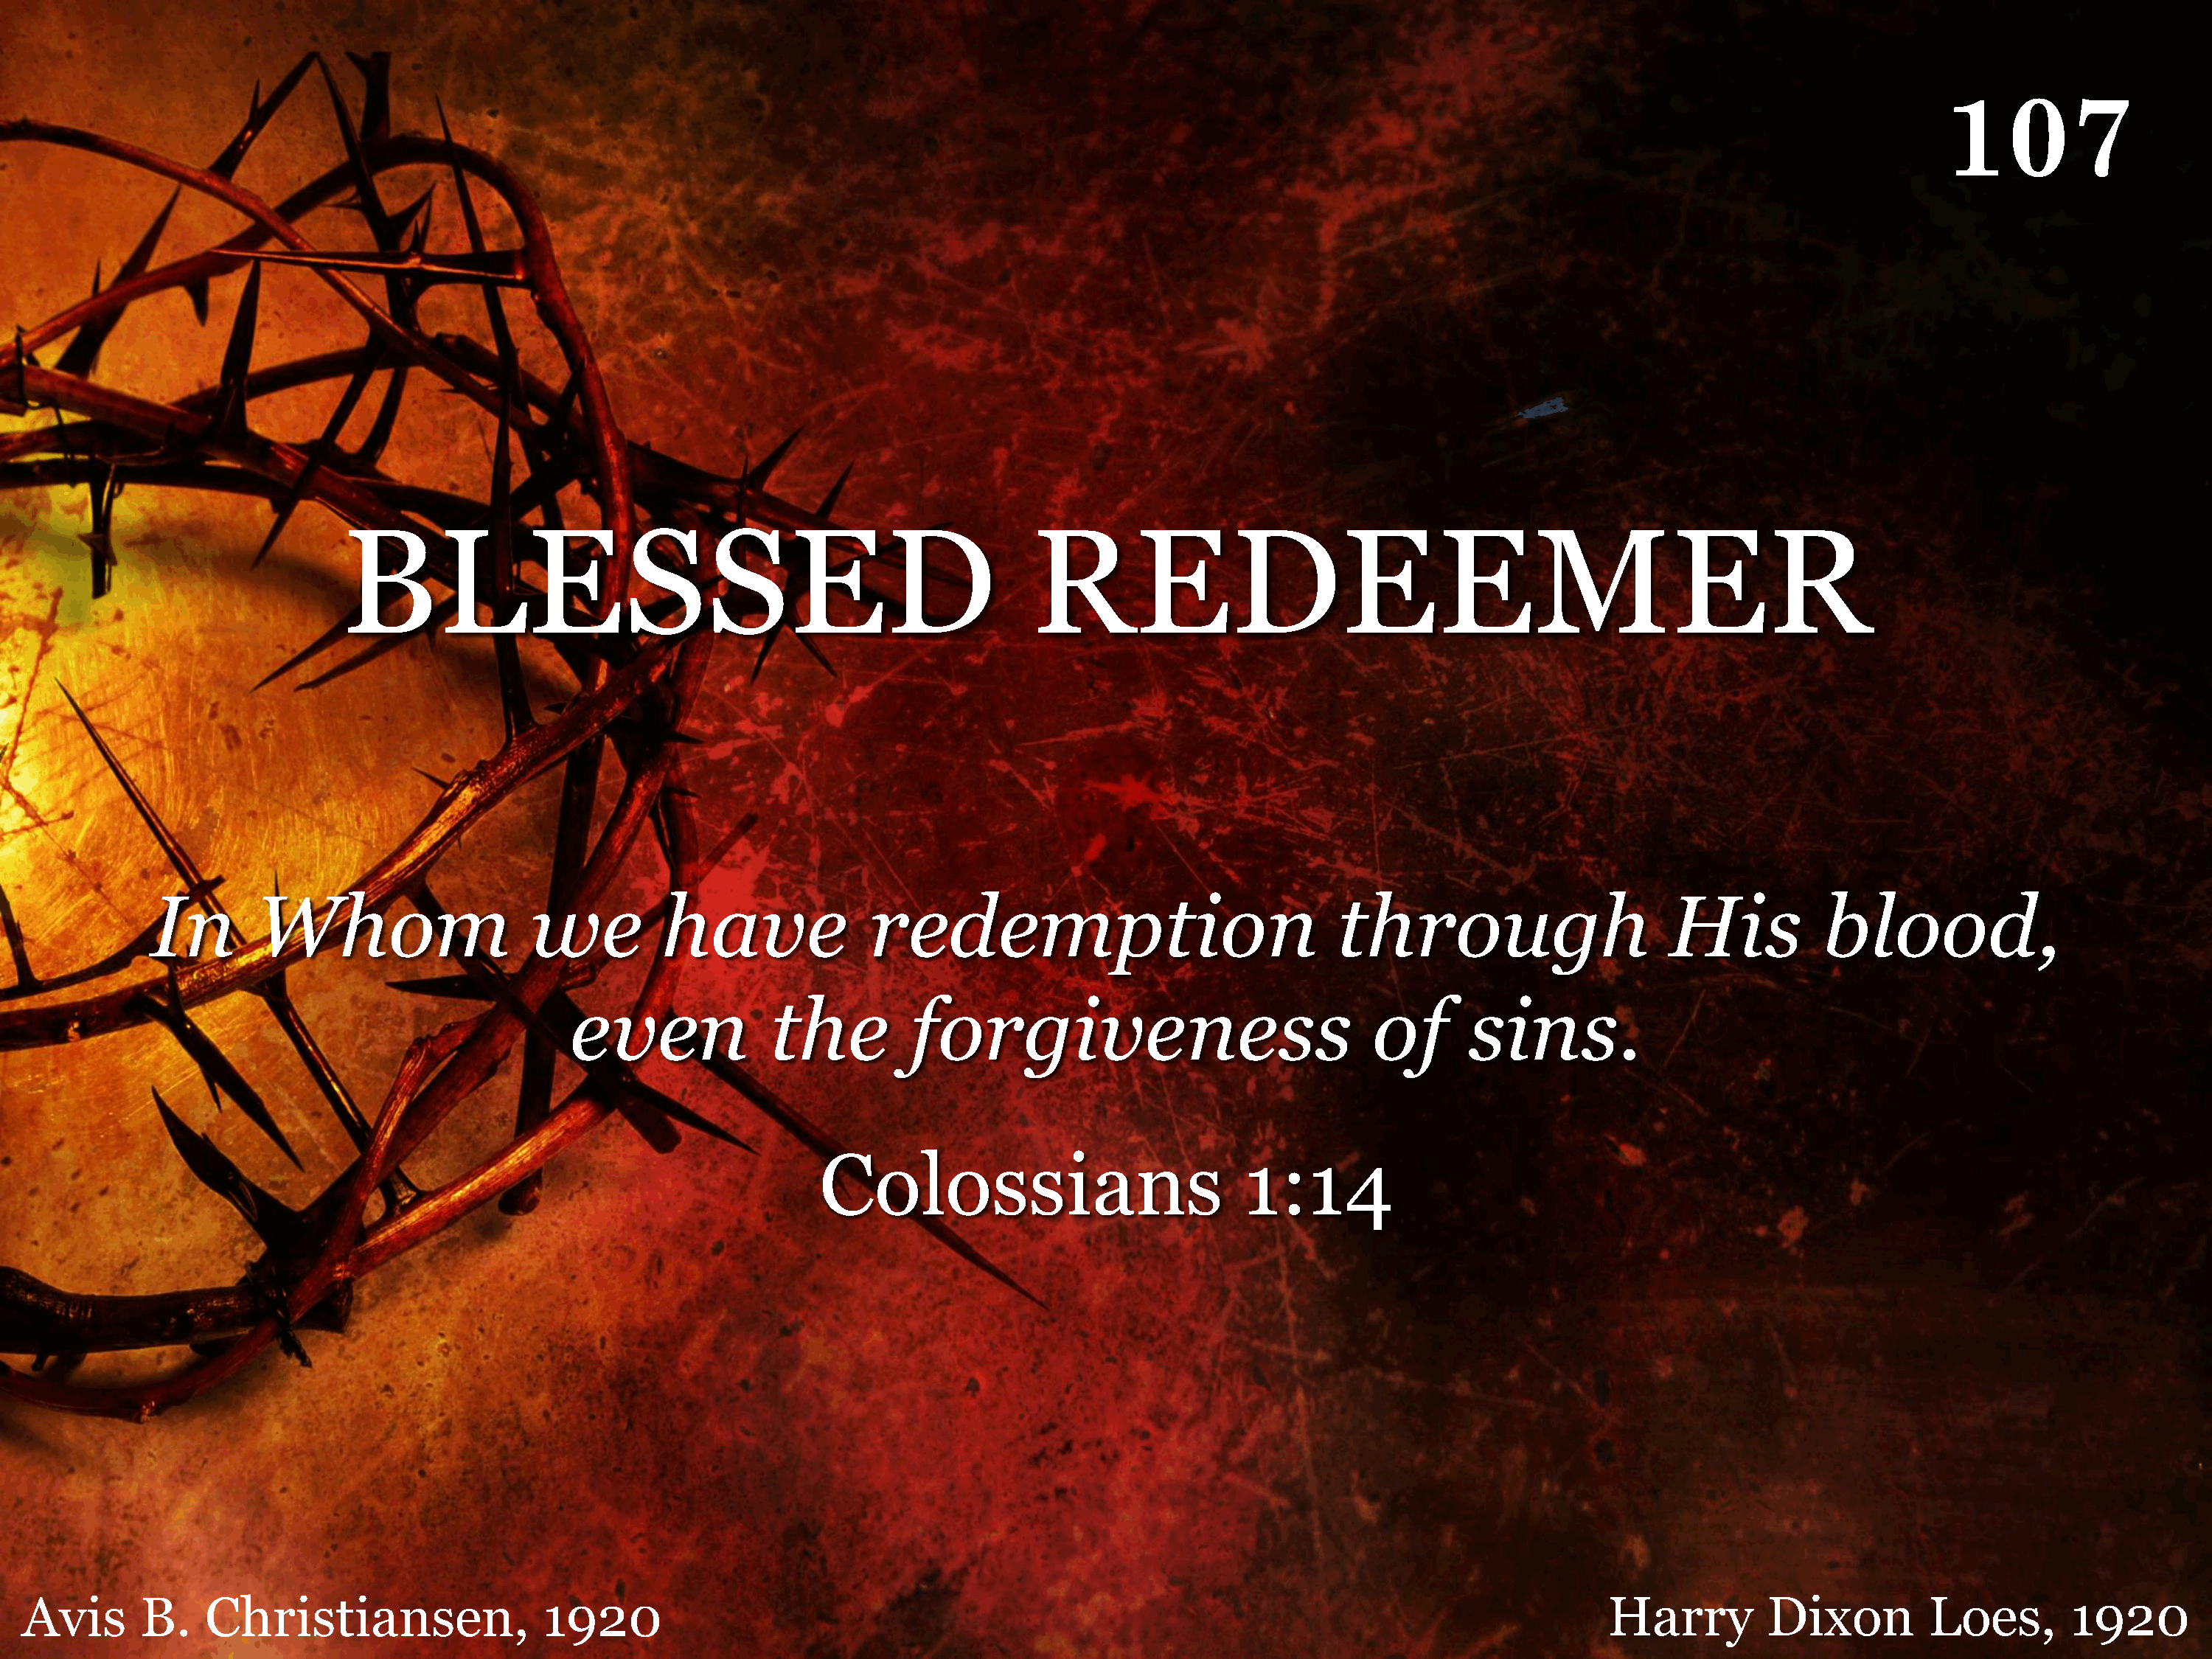 107
BLESSED REDEEMER
In Whom we have redemption through His blood,
even the forgiveness of sins.
Colossians 1:14
Avis B. Christiansen, 1920
Harry Dixon Loes, 1920